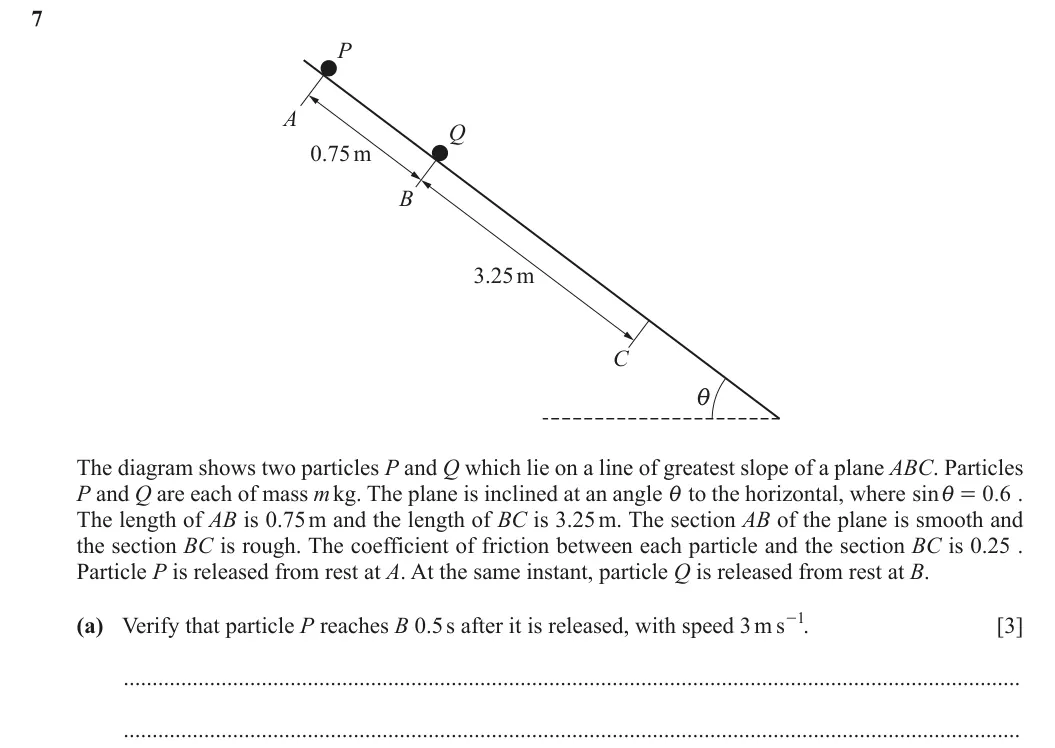 7
P
A
Q
0.75 m
B
3.25 m
C
θ
The diagram shows two particles P and Q which lie on a line of greatest slope of a plane ABC. Particles
P and Q are each of mass m kg. The plane is inclined at an angle θ to the horizontal, where sin θ = 0.6 .
The length of AB is 0.75 m and the length of BC is 3.25 m. The section AB of the plane is smooth and
the section BC is rough. The coefficient of friction between each particle and the section BC is 0.25 .
Particle P is released from rest at A. At the same instant, particle Q is released from rest at B.
(a) Verify that particle P reaches B 0.5 s after it is released, with speed 3 m s⁻¹. [3]